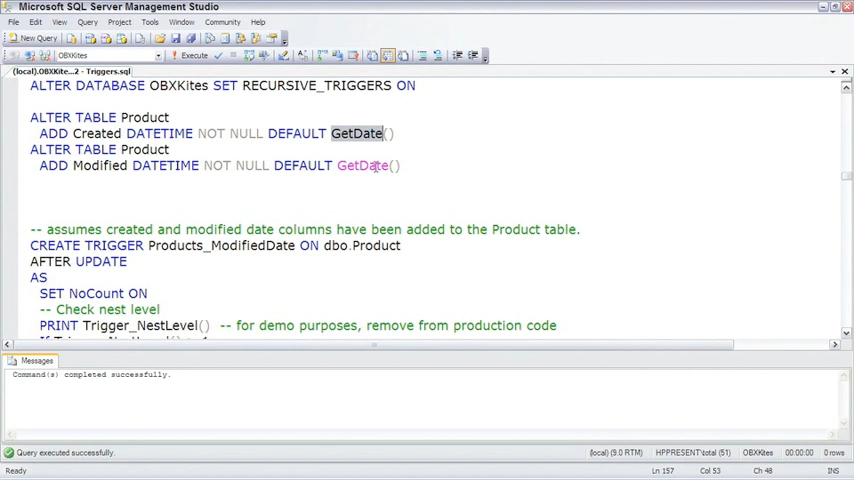 Microsoft SQL Server Management Studio
File Edit View Query Project Tools Window Community Help
New Query
OBXKites Execute
(local).OBXKite...2 - Triggers.sql
ALTER DATABASE OBXKites SET RECURSIVE_TRIGGERS ON
ALTER TABLE Product
ADD Created DATETIME NOT NULL DEFAULT GetDate()
ALTER TABLE Product
ADD Modified DATETIME NOT NULL DEFAULT GetDate()
-- assumes created and modified date columns have been added to the Product table.
CREATE TRIGGER Products_ModifiedDate ON dbo.Product
AFTER UPDATE
AS
SET NoCount ON
-- Check nest level
PRINT Trigger_NestLevel() -- for demo purposes, remove from production code
Messages
Command(s) completed successfully.
Query executed successfully. (local) (9.0 RTM) HPPRESENT\total (51) OBXKites 00:00:00 0 rows
Ln 157 Col 53 Ch 48 INS